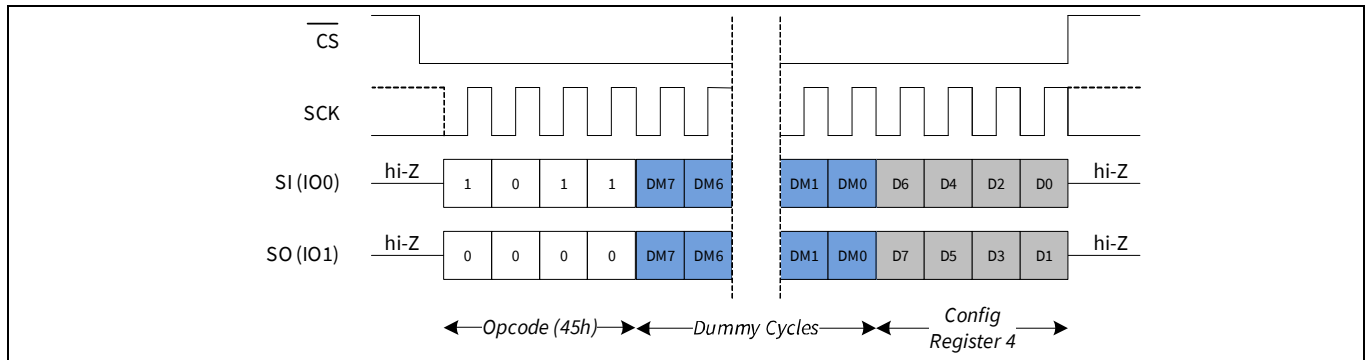 CS
SCK
SI (IO0) hi-Z 1 0 1 1 DM7 DM6 DM1 DM0 D6 D4 D2 D0 hi-Z
SO (IO1) hi-Z 0 0 0 0 DM7 DM6 DM1 DM0 D7 D5 D3 D1 hi-Z
Opcode (45h) Dummy Cycles Config
Register 4